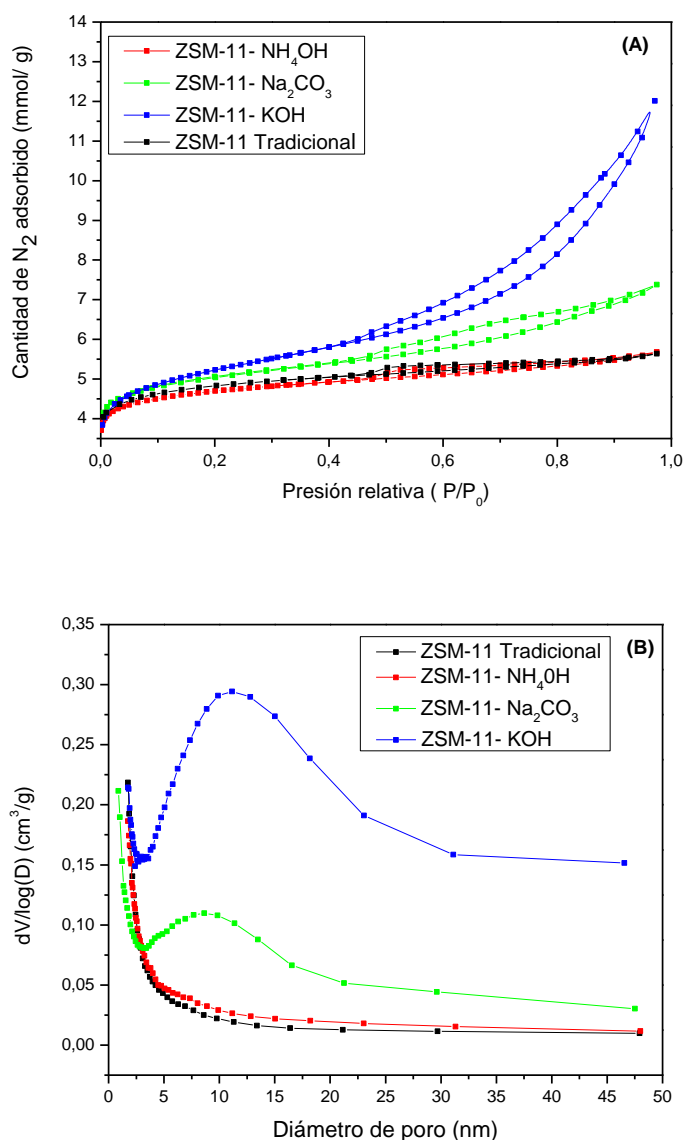 (A)
ZSM-11- NH₄OH
ZSM-11- Na₂CO₃
ZSM-11- KOH
ZSM-11 Tradicional
Cantidad de N₂ adsorbido (mmol/ g)
14
13
12
11
10
9
8
7
6
5
4
0,0 0,2 0,4 0,6 0,8 1,0
Presión relativa ( P/P₀)
(B)
ZSM-11 Tradicional
ZSM-11- NH₄0H
ZSM-11- Na₂CO₃
ZSM-11- KOH
dV/log(D) (cm³/g)
0,35
0,30
0,25
0,20
0,15
0,10
0,05
0,00
0 5 10 15 20 25 30 35 40 45 50
Diámetro de poro (nm)